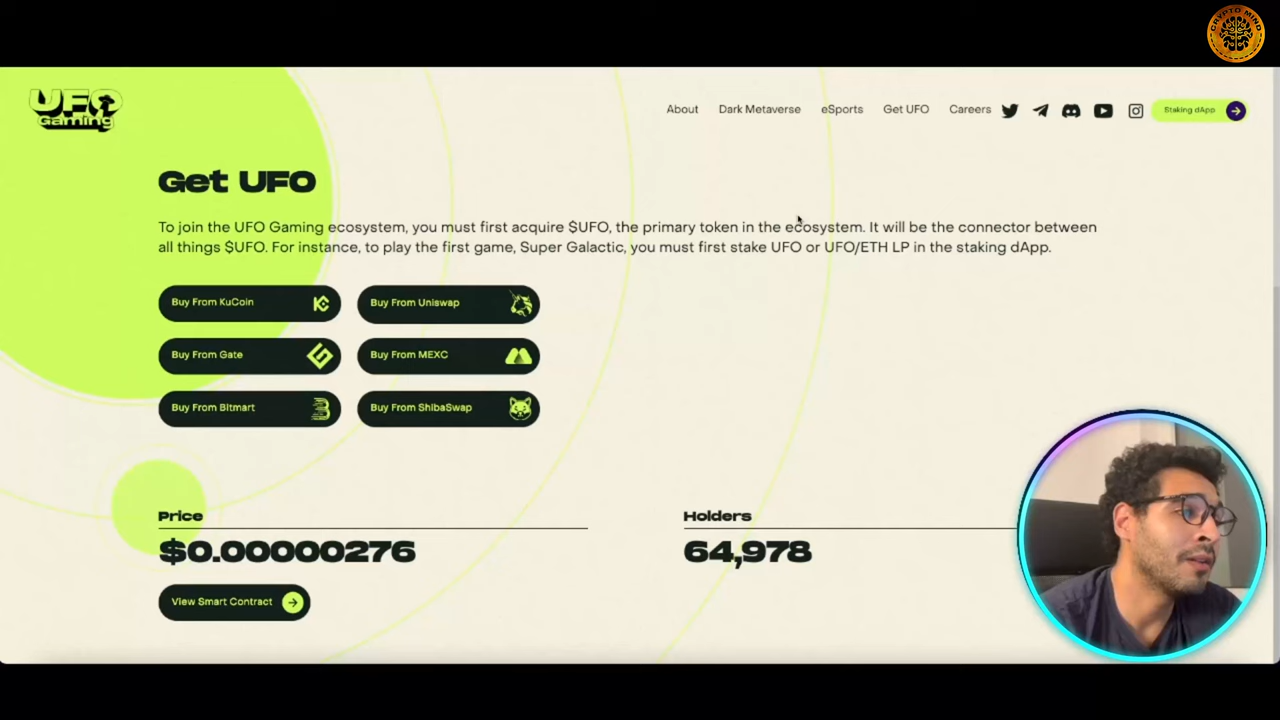 CRYPTO MIND
UFO
Gaming
About Dark Metaverse eSports Get UFO Careers Staking dApp
Get UFO
To join the UFO Gaming ecosystem, you must first acquire $UFO, the primary token in the ecosystem. It will be the connector between
all things $UFO. For instance, to play the first game, Super Galactic, you must first stake UFO or UFO/ETH LP in the staking dApp.
Buy From KuCoin Buy From Uniswap
Buy From Gate Buy From MEXC
Buy From Bitmart Buy From ShibaSwap
Price Holders
$0.00000276 64,978
View Smart Contract